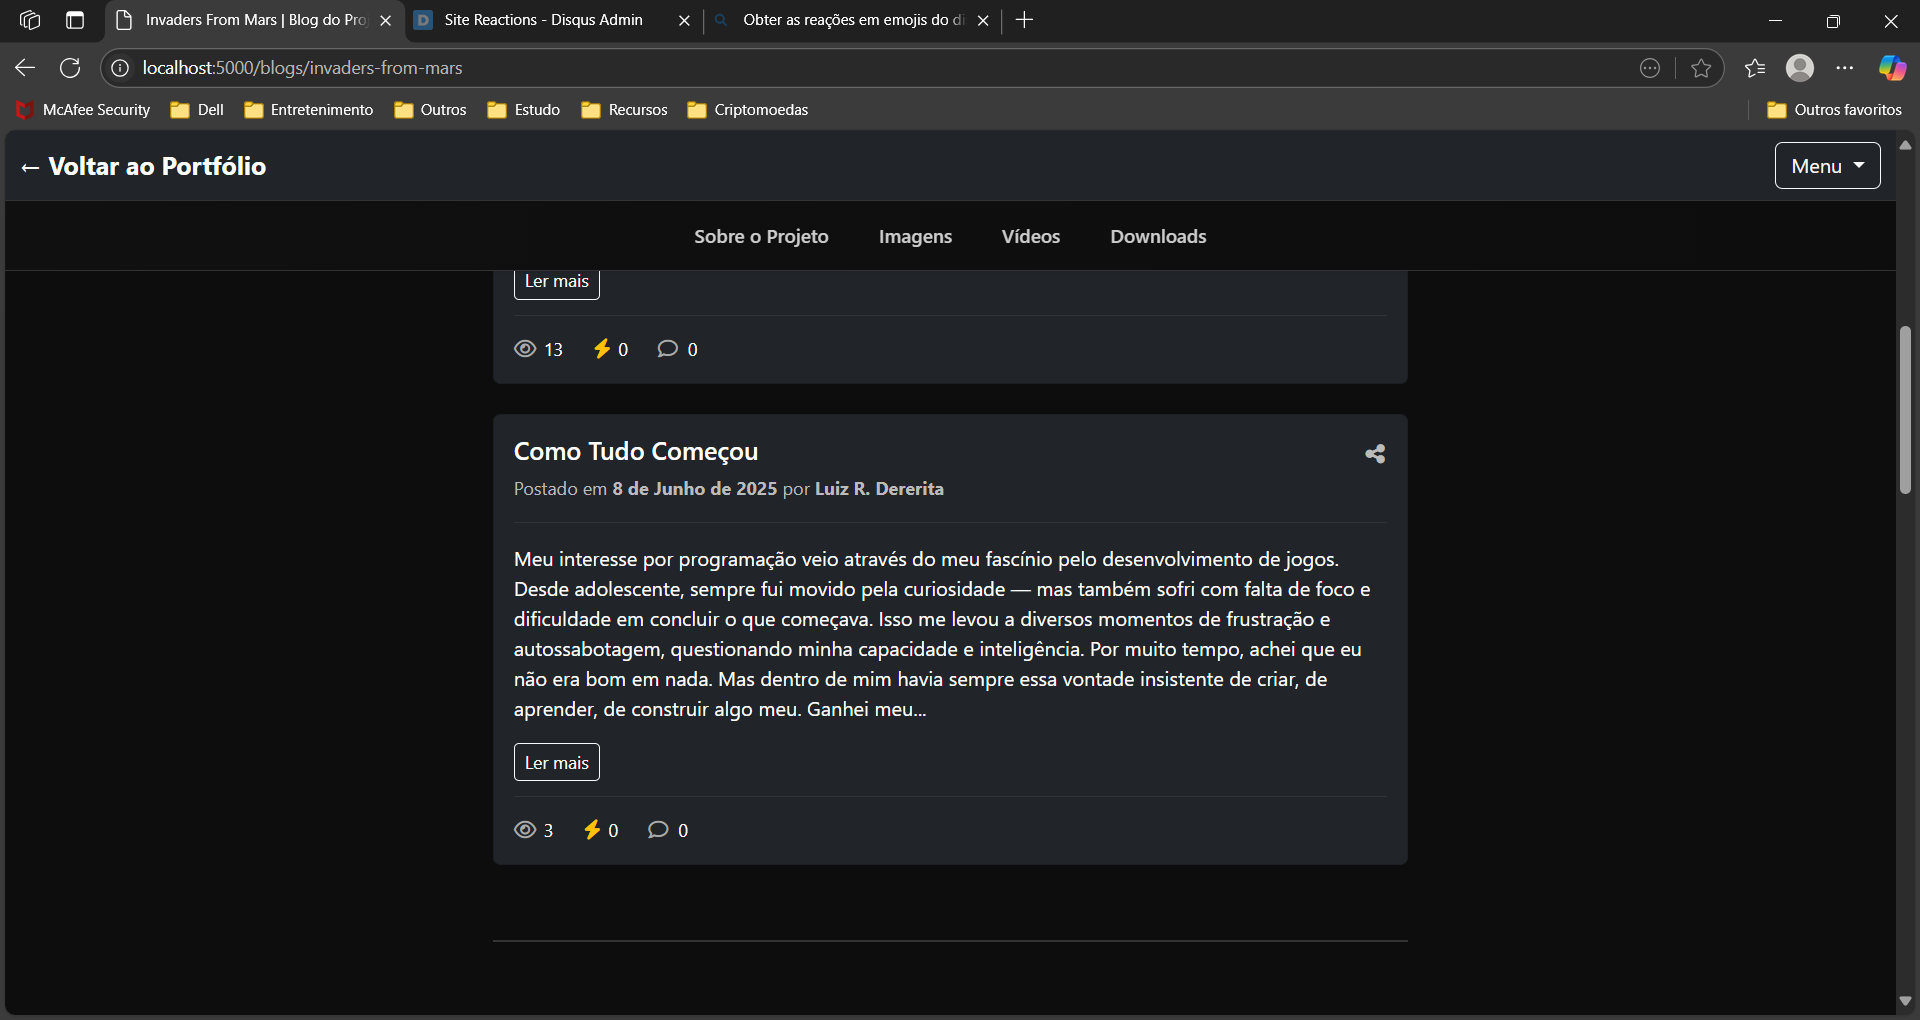 Invaders From Mars | Blog do Pro
Site Reactions - Disqus Admin
Obter as reações em emojis do di
localhost:5000/blogs/invaders-from-mars
McAfee Security
Dell
Entretenimento
Outros
Estudo
Recursos
Criptomoedas
Outros favoritos
← Voltar ao Portfólio
Menu
Sobre o Projeto
Imagens
Vídeos
Downloads
Ler mais
13
0
0
Como Tudo Começou
Postado em 8 de Junho de 2025 por Luiz R. Dererita
Meu interesse por programação veio através do meu fascínio pelo desenvolvimento de jogos.
Desde adolescente, sempre fui movido pela curiosidade — mas também sofri com falta de foco e
dificuldade em concluir o que começava. Isso me levou a diversos momentos de frustração e
autossabotagem, questionando minha capacidade e inteligência. Por muito tempo, achei que eu
não era bom em nada. Mas dentro de mim havia sempre essa vontade insistente de criar, de
aprender, de construir algo meu. Ganhei meu...
Ler mais
3
0
0